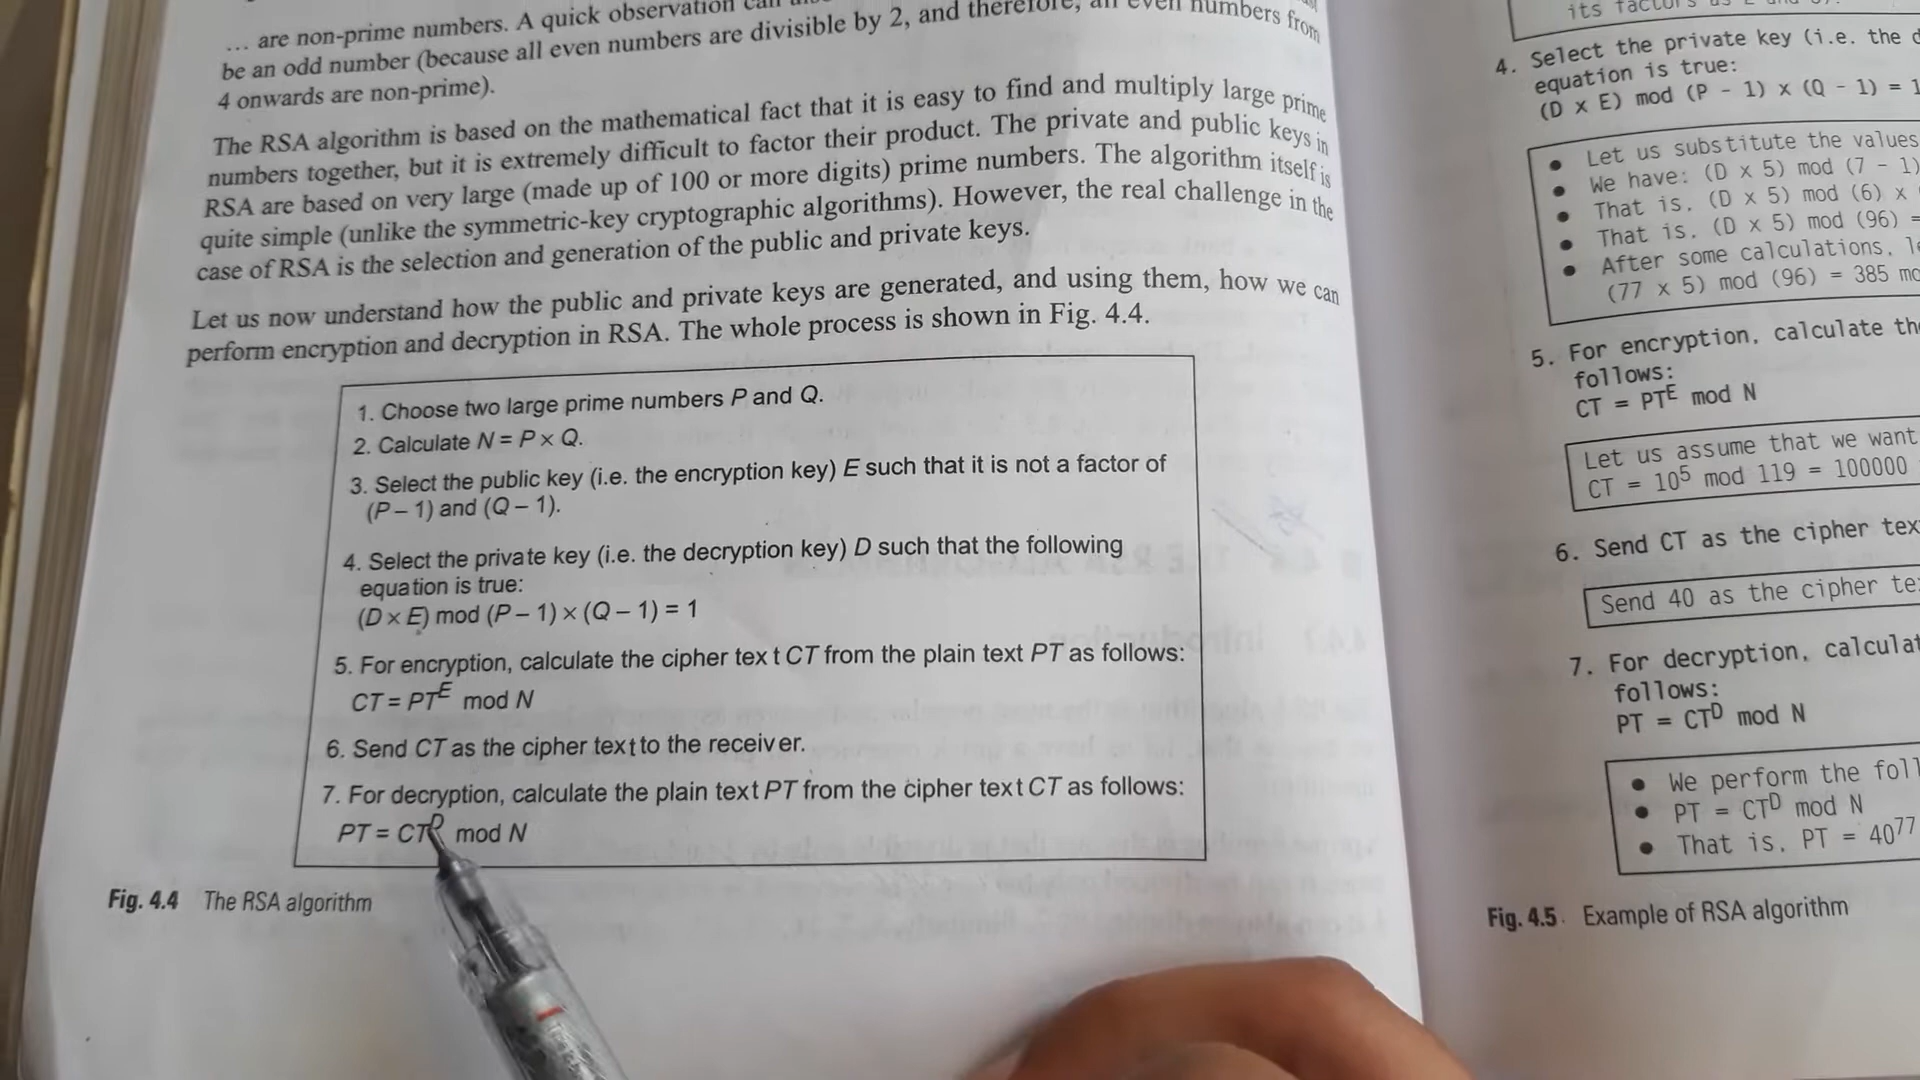 ... are non-prime numbers. A quick observation can
be an odd number (because all even numbers are divisible by 2, and therefore, all even numbers from
4 onwards are non-prime).
The RSA algorithm is based on the mathematical fact that it is easy to find and multiply large prime
numbers together, but it is extremely difficult to factor their product. The private and public keys in
RSA are based on very large (made up of 100 or more digits) prime numbers. The algorithm itself is
quite simple (unlike the symmetric-key cryptographic algorithms). However, the real challenge in the
case of RSA is the selection and generation of the public and private keys.
Let us now understand how the public and private keys are generated, and using them, how we can
perform encryption and decryption in RSA. The whole process is shown in Fig. 4.4.
1. Choose two large prime numbers P and Q.
2. Calculate N = P × Q.
3. Select the public key (i.e. the encryption key) E such that it is not a factor of
(P – 1) and (Q – 1).
4. Select the private key (i.e. the decryption key) D such that the following
equation is true:
(D × E) mod (P – 1) × (Q – 1) = 1
5. For encryption, calculate the cipher text CT from the plain text PT as follows:
CT = PT^E mod N
6. Send CT as the cipher text to the receiver.
7. For decryption, calculate the plain text PT from the cipher text CT as follows:
PT = CT^D mod N
Fig. 4.4 The RSA algorithm
its factors as 2 and
4. Select the private key (i.e. the
equation is true:
(D x E) mod (P - 1) x (Q - 1) = 1
• Let us substitute the values
• We have: (D x 5) mod (7 - 1)
• That is, (D x 5) mod (6) x
• That is, (D x 5) mod (96) =
• After some calculations,
(77 x 5) mod (96) = 385
5. For encryption, calculate
follows:
CT = PT^E mod N
Let us assume that we want
CT = 10^5 mod 119 = 100000
6. Send CT as the cipher
Send 40 as the cipher
7. For decryption,
follows:
PT = CT^D mod N
• We perform the
• PT = CT^D mod N
• That is, PT = 40^77
Fig. 4.5 Example of RSA algorithm